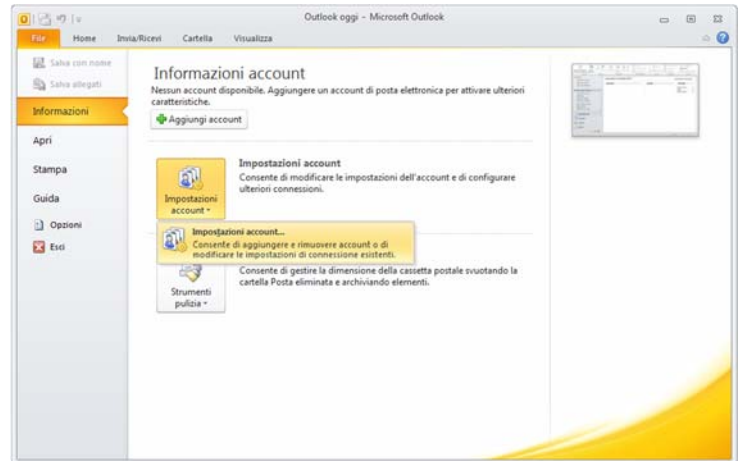 Outlook oggi - Microsoft Outlook
File Home Invia/Ricevi Cartella Visualizza
Salva con nome
Salva allegati
Informazioni
Apri
Stampa
Guida
Opzioni
Esci
Informazioni account
Nessun account disponibile. Aggiungere un account di posta elettronica per attivare ulteriori
caratteristiche.
Aggiungi account
Impostazioni
account
Impostazioni account
Consente di modificare le impostazioni dell'account e di configurare
ulteriori connessioni.
Impostazioni account...
Consente di aggiungere e rimuovere account o di
modificare le impostazioni di connessione esistenti.
Strumenti
pulizia
Consente di gestire la dimensione della cassetta postale svuotando la
cartella Posta eliminata e archiviando elementi.